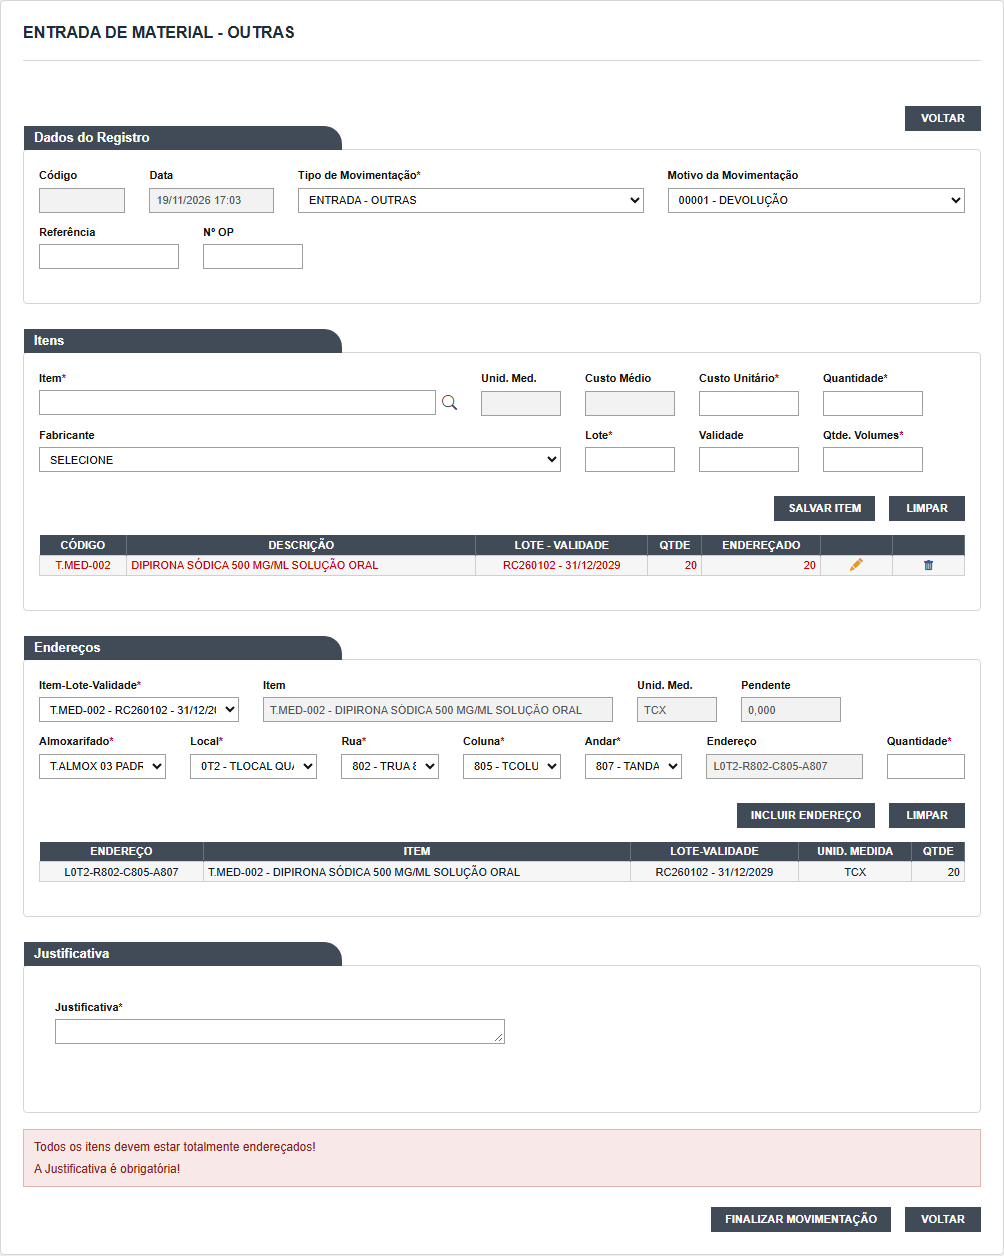 ENTRADA DE MATERIAL - OUTRAS
VOLTAR
Dados do Registro
Código Data Tipo de Movimentação* Motivo da Movimentação
19/11/2026 17:03 ENTRADA - OUTRAS 00001 - DEVOLUÇÃO
Referência Nº OP
Itens
Item* Unid. Med. Custo Médio Custo Unitário* Quantidade*
Fabricante Lote* Validade Qtde. Volumes*
SELECIONE
SALVAR ITEM LIMPAR
CÓDIGO DESCRIÇÃO LOTE - VALIDADE QTDE ENDEREÇADO
T.MED-002 DIPIRONA SÓDICA 500 MG/ML SOLUÇÃO ORAL RC260102 - 31/12/2029 20 20
Endereços
Item-Lote-Validade* Item Unid. Med. Pendente
T.MED-002 - RC260102 - 31/12/20 T.MED-002 - DIPIRONA SÓDICA 500 MG/ML SOLUÇÃO ORAL TCX 0,000
Almoxarifado* Local* Rua* Coluna* Andar* Endereço Quantidade*
T.ALMOX 03 PADR 0T2 - TLOCAL QUA 802 - TRUA 8 805 - TCOLU 807 - TANDA L0T2-R802-C805-A807
INCLUIR ENDEREÇO LIMPAR
ENDEREÇO ITEM LOTE-VALIDADE UNID. MEDIDA QTDE
L0T2-R802-C805-A807 T.MED-002 - DIPIRONA SÓDICA 500 MG/ML SOLUÇÃO ORAL RC260102 - 31/12/2029 TCX 20
Justificativa
Justificativa*
Todos os itens devem estar totalmente endereçados!
A Justificativa é obrigatória!
FINALIZAR MOVIMENTAÇÃO VOLTAR